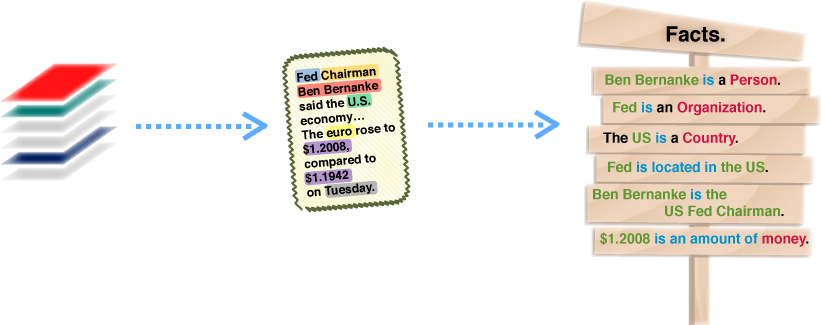 Fed Chairman
Ben Bernanke
said the U.S.
economy...
The euro rose to
$1.2008,
compared to
$1.1942
on Tuesday.
Facts.
Ben Bernanke is a Person.
Fed is an Organization.
The US is a Country.
Fed is located in the US.
Ben Bernanke is the
US Fed Chairman.
$1.2008 is an amount of money.